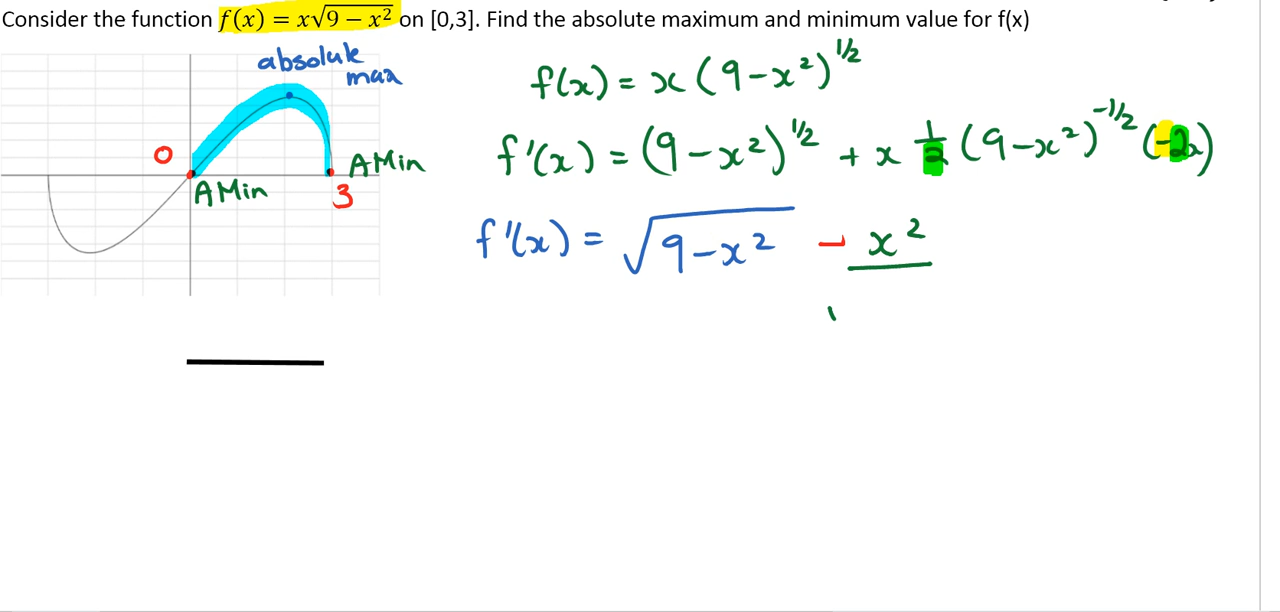 Consider the function f(x) = x√9 − x² on [0,3]. Find the absolute maximum and minimum value for f(x)
absolute
max
f(x) = x (9-x²)^1/2
0
AMin
AMin
3
f'(x) = (9-x²)^1/2 + x 1/2 (9-x²)^-1/2 (-2x)
f'(x) = √9-x² - x²